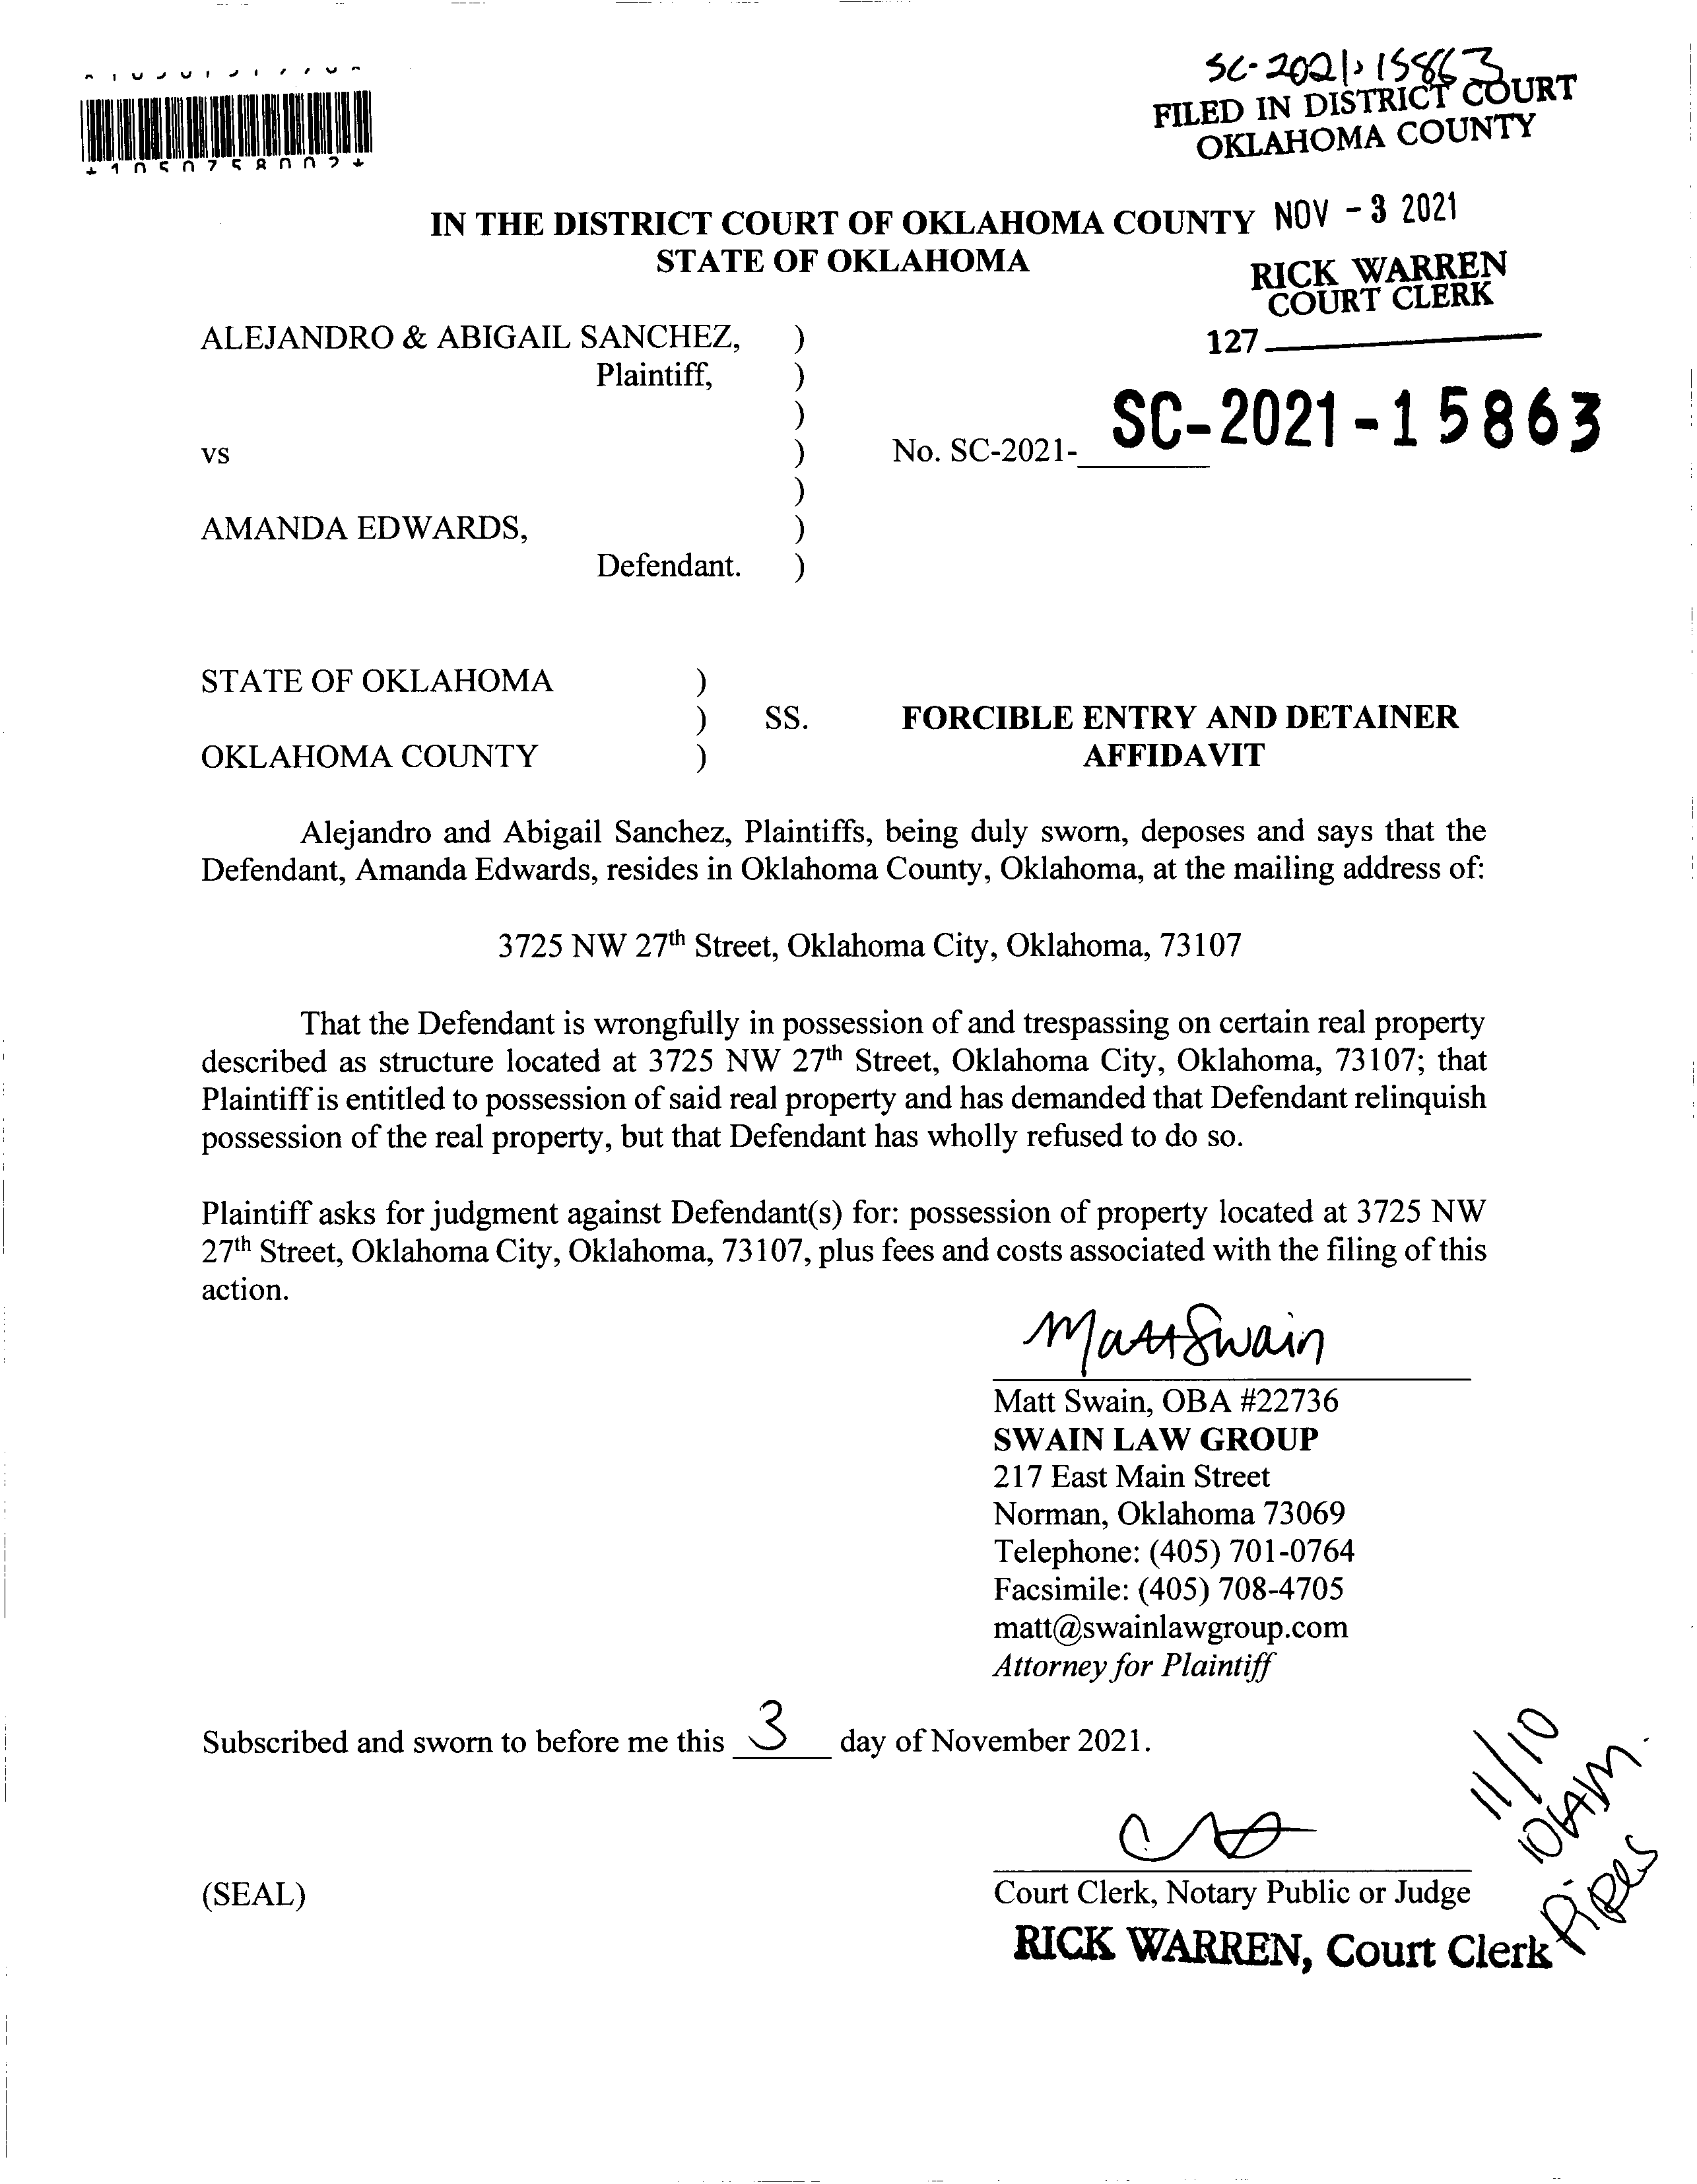 SC-2021-15863
FILED IN DISTRICT COURT
OKLAHOMA COUNTY
*1050758002*
IN THE DISTRICT COURT OF OKLAHOMA COUNTY NOV - 3 2021
STATE OF OKLAHOMA
RICK WARREN
COURT CLERK
127
ALEJANDRO & ABIGAIL SANCHEZ, )
Plaintiff, )
)
vs ) No. SC-2021- SC-2021-15863
)
AMANDA EDWARDS, )
Defendant. )
STATE OF OKLAHOMA )
) SS. FORCIBLE ENTRY AND DETAINER
OKLAHOMA COUNTY ) AFFIDAVIT
Alejandro and Abigail Sanchez, Plaintiffs, being duly sworn, deposes and says that the
Defendant, Amanda Edwards, resides in Oklahoma County, Oklahoma, at the mailing address of:
3725 NW 27th Street, Oklahoma City, Oklahoma, 73107
That the Defendant is wrongfully in possession of and trespassing on certain real property
described as structure located at 3725 NW 27th Street, Oklahoma City, Oklahoma, 73107; that
Plaintiff is entitled to possession of said real property and has demanded that Defendant relinquish
possession of the real property, but that Defendant has wholly refused to do so.
Plaintiff asks for judgment against Defendant(s) for: possession of property located at 3725 NW
27th Street, Oklahoma City, Oklahoma, 73107, plus fees and costs associated with the filing of this
action.
Matt Swain
Matt Swain, OBA #22736
SWAIN LAW GROUP
217 East Main Street
Norman, Oklahoma 73069
Telephone: (405) 701-0764
Facsimile: (405) 708-4705
matt@swainlawgroup.com
Attorney for Plaintiff
Subscribed and sworn to before me this 3 day of November 2021.
11/10
10AM.
Pipes
(SEAL)
Court Clerk, Notary Public or Judge
RICK WARREN, Court Clerk